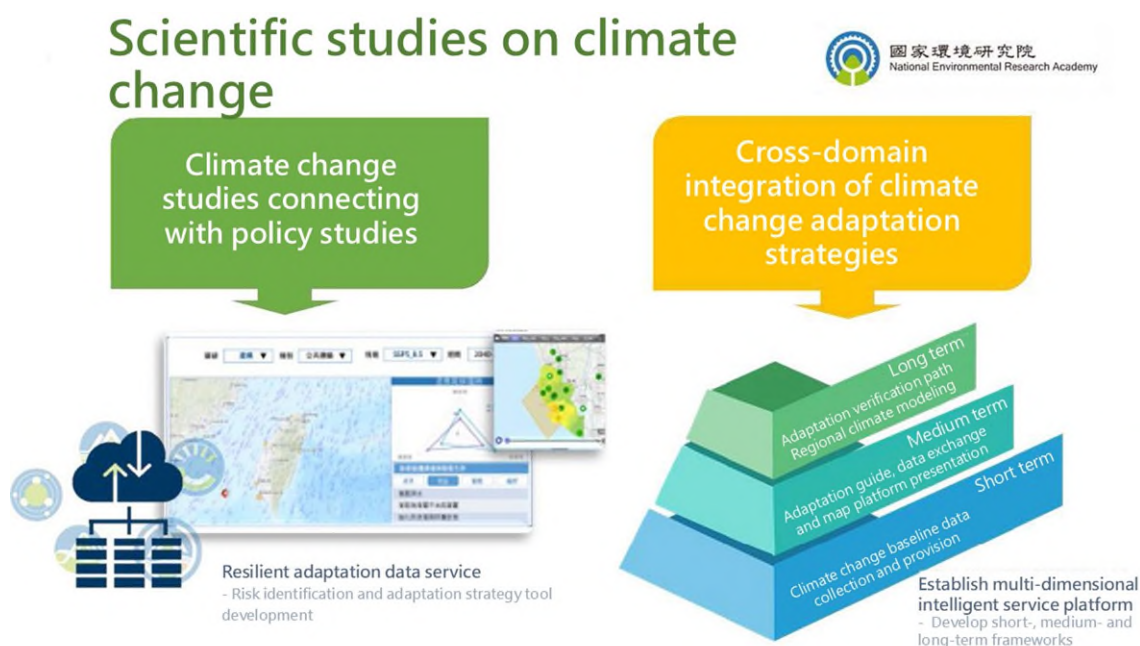 Scientific studies on climate
change
國家環境研究院
National Environmental Research Academy
Climate change
studies connecting
with policy studies
Cross-domain
integration of climate
change adaptation
strategies
SSP5_8.5
Resilient adaptation data service
- Risk identification and adaptation strategy tool
development
Long term
Adaptation verification path
Regional climate modeling
Medium term
Adaptation guide, data exchange
and map platform presentation
Short term
Climate change baseline data
collection and provision
Establish multi-dimensional
intelligent service platform
- Develop short-, medium- and
long-term frameworks